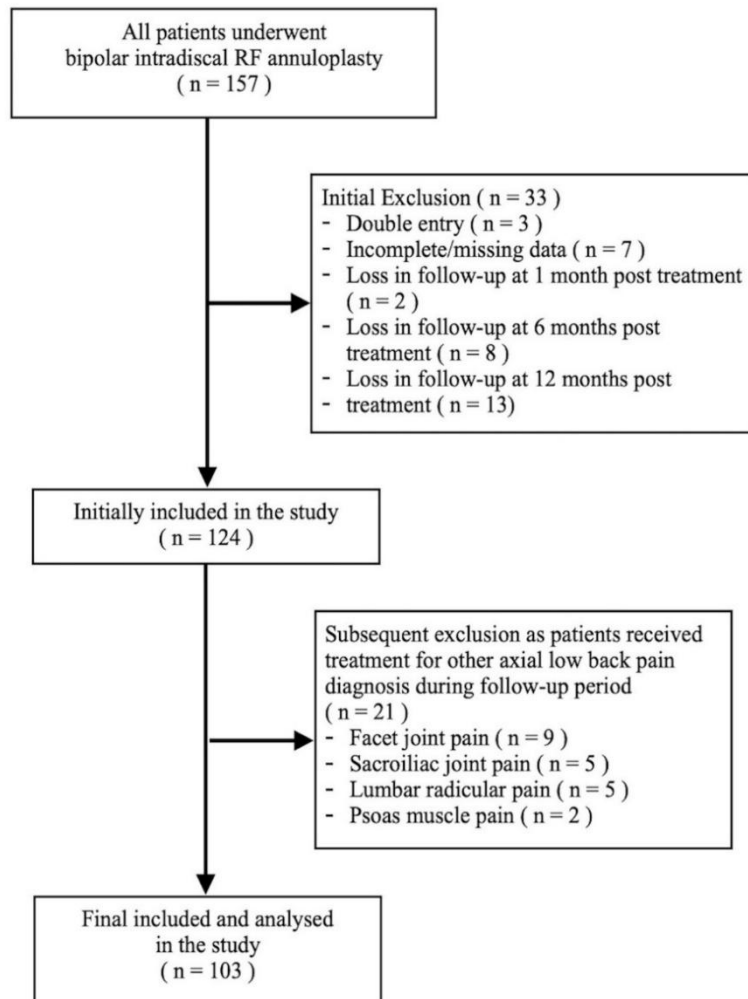 All patients underwent
bipolar intradiscal RF annuloplasty
( n = 157 )
Initial Exclusion ( n = 33 )
- Double entry ( n = 3 )
- Incomplete/missing data ( n = 7 )
- Loss in follow-up at 1 month post treatment
( n = 2 )
- Loss in follow-up at 6 months post
treatment ( n = 8 )
- Loss in follow-up at 12 months post
- treatment ( n = 13)
Initially included in the study
( n = 124 )
Subsequent exclusion as patients received
treatment for other axial low back pain
diagnosis during follow-up period
( n = 21 )
- Facet joint pain ( n = 9 )
- Sacroiliac joint pain ( n = 5 )
- Lumbar radicular pain ( n = 5 )
- Psoas muscle pain ( n = 2 )
Final included and analysed
in the study
( n = 103 )